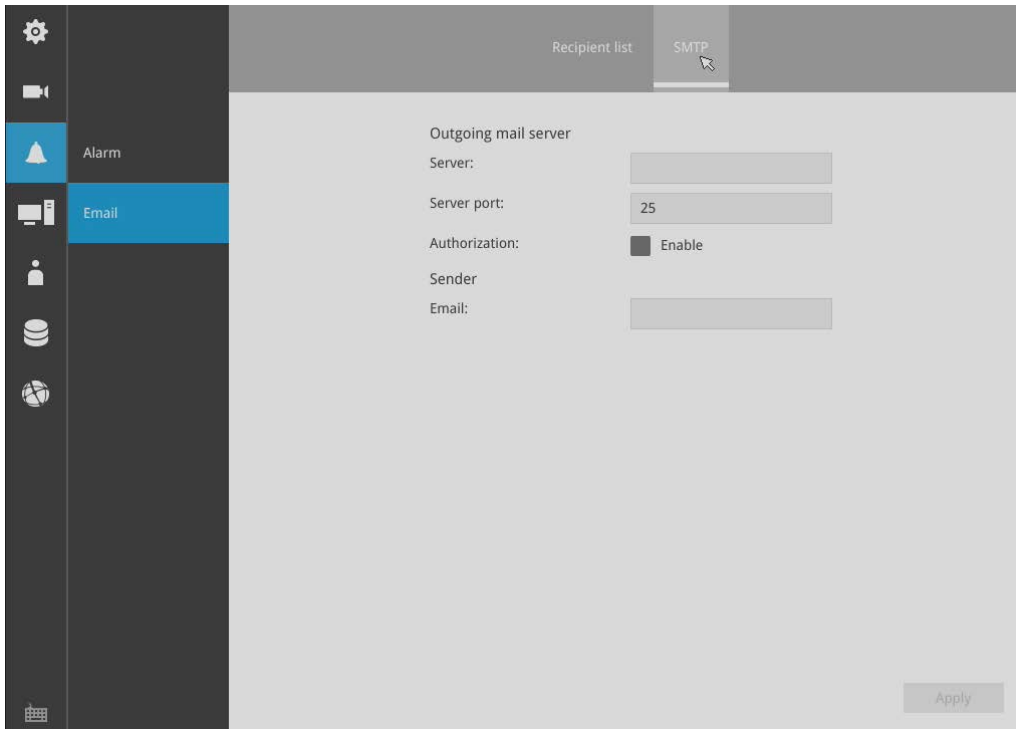 Recipient list
SMTP
Alarm
Email
Outgoing mail server
Server:
Server port: 25
Authorization: Enable
Sender
Email:
Apply